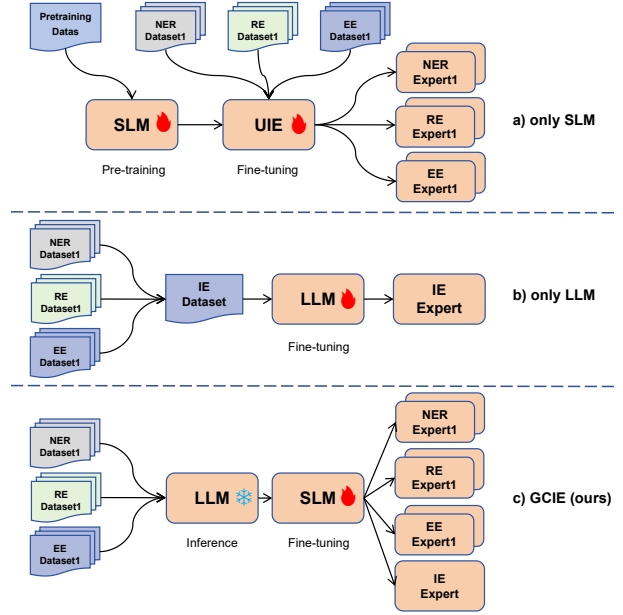 Pretraining
Datas
NER
Dataset1
RE
Dataset1
EE
Dataset1
SLM
UIE
NER
Expert1
RE
Expert1
EE
Expert1
a) only SLM
Pre-training
Fine-tuning
NER
Dataset1
RE
Dataset1
EE
Dataset1
IE
Dataset
LLM
IE
Expert
b) only LLM
Fine-tuning
NER
Dataset1
RE
Dataset1
EE
Dataset1
LLM
SLM
NER
Expert1
RE
Expert1
EE
Expert1
IE
Expert
c) GCIE (ours)
Inference
Fine-tuning